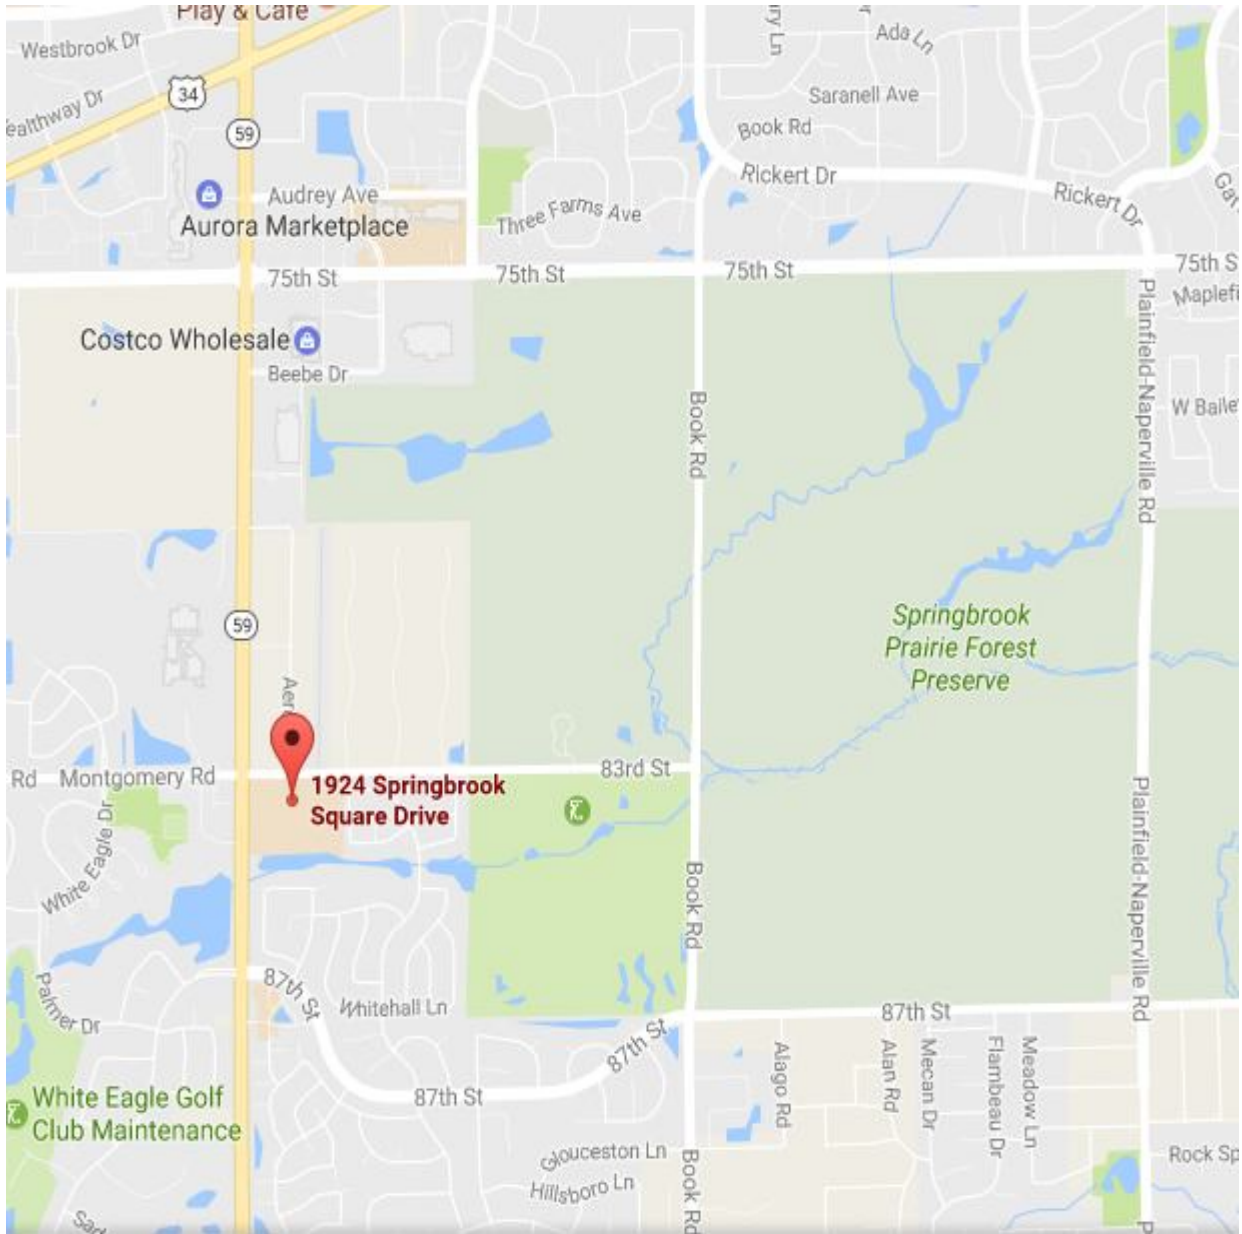 Play & Cafe
Westbrook Dr
34
ealthway Dr
59
ry Ln
Ada Ln
Saranell Ave
Book Rd
Rickert Dr
Rickert Dr
Audrey Ave
Aurora Marketplace
Three Farms Ave
75th St
75th St
75th St
75th S
Maplefi
Costco Wholesale
Beebe Dr
Book Rd
Plainfield-Naperville Rd
W Baile
59
Springbrook
Prairie Forest
Preserve
Aer
Rd
Montgomery Rd
83rd St
1924 Springbrook
Square Drive
White Eagle Dr
Book Rd
Plainfield-Naperville Rd
87th St
Whitehall Ln
Palmer Dr
87th St
87th St
87th St
Alago Rd
Alan Rd
Mecan Dr
Flambeau Dr
Meadow Ln
White Eagle Golf
Club Maintenance
Glouceston Ln
Hillsboro Ln
Book Rd
Rock Sp